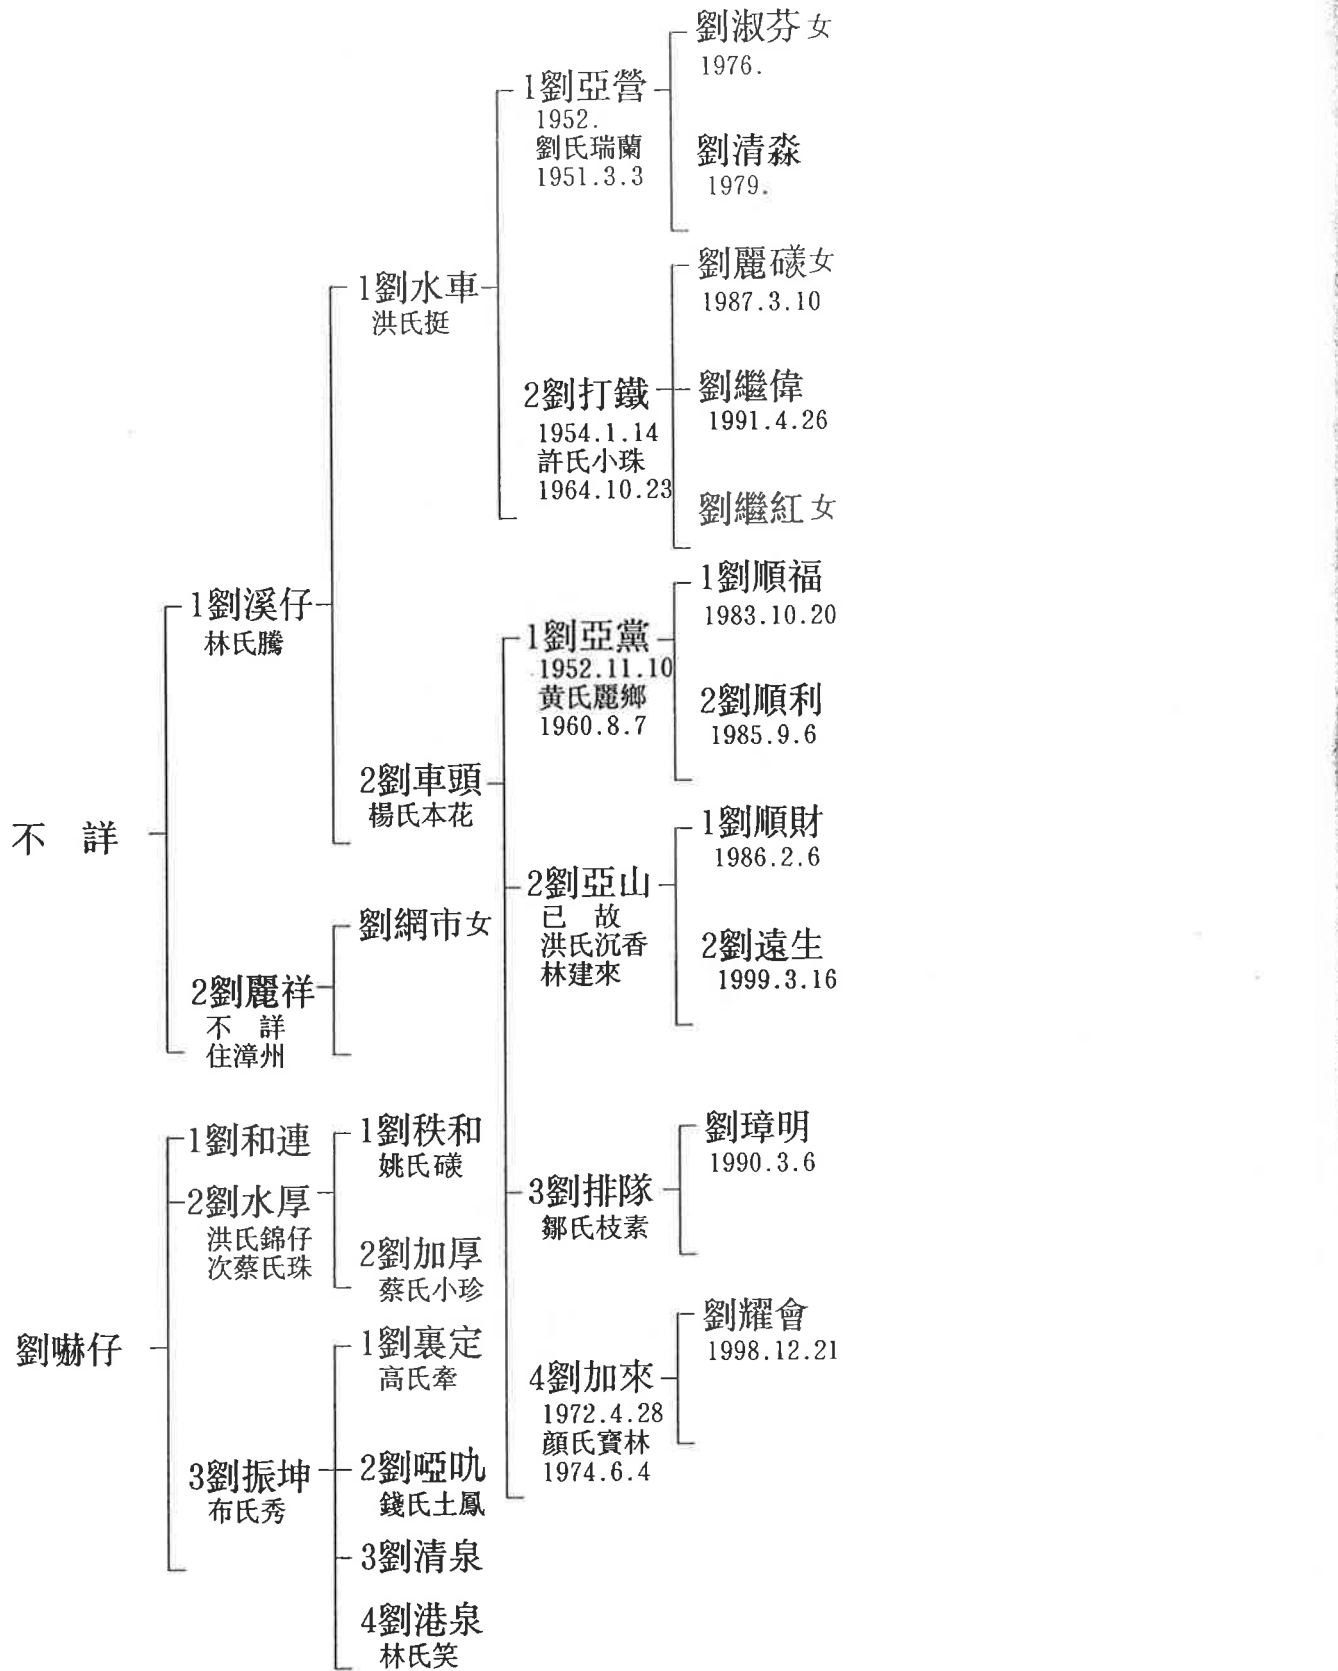 不　詳
1劉溪仔
林氏騰
1劉水車
洪氏挺
1劉亞營
1952.
劉氏瑞蘭
1951.3.3
劉淑芬女
1976.
劉清淼
1979.
2劉打鐵
1954.1.14
許氏小珠
1964.10.23
劉麗磩女
1987.3.10
劉繼偉
1991.4.26
劉繼紅女
2劉車頭
楊氏本花
1劉亞黨
1952.11.10
黃氏麗鄉
1960.8.7
1劉順福
1983.10.20
2劉順利
1985.9.6
2劉亞山
已　故
洪氏沉香
林建來
1劉順財
1986.2.6
2劉遠生
1999.3.16
3劉排隊
鄒氏枝素
劉璋明
1990.3.6
4劉加來
1972.4.28
顏氏寶林
1974.6.4
劉耀會
1998.12.21
2劉麗祥
不　詳
住漳州
劉網市女
劉嚇仔
1劉和連
2劉水厚
洪氏錦仔
次蔡氏珠
1劉秩和
姚氏磩
2劉加厚
蔡氏小珍
3劉振坤
布氏秀
1劉裏定
高氏牽
2劉啞叿
錢氏土鳳
3劉清泉
4劉港泉
林氏笑